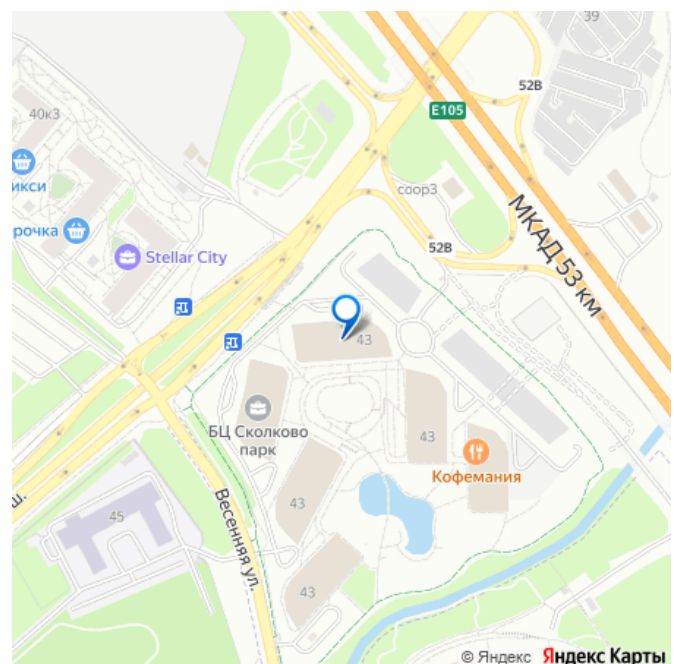 39
52В
E105
40к3
соор3
икси
МКАД 53 км
рочка
Stellar City
52В
43
БЦ Сколково
парк
43
Кофемания
ш.
45
43
Весенняя ул.
43
© Яндекс Яндекс Карты